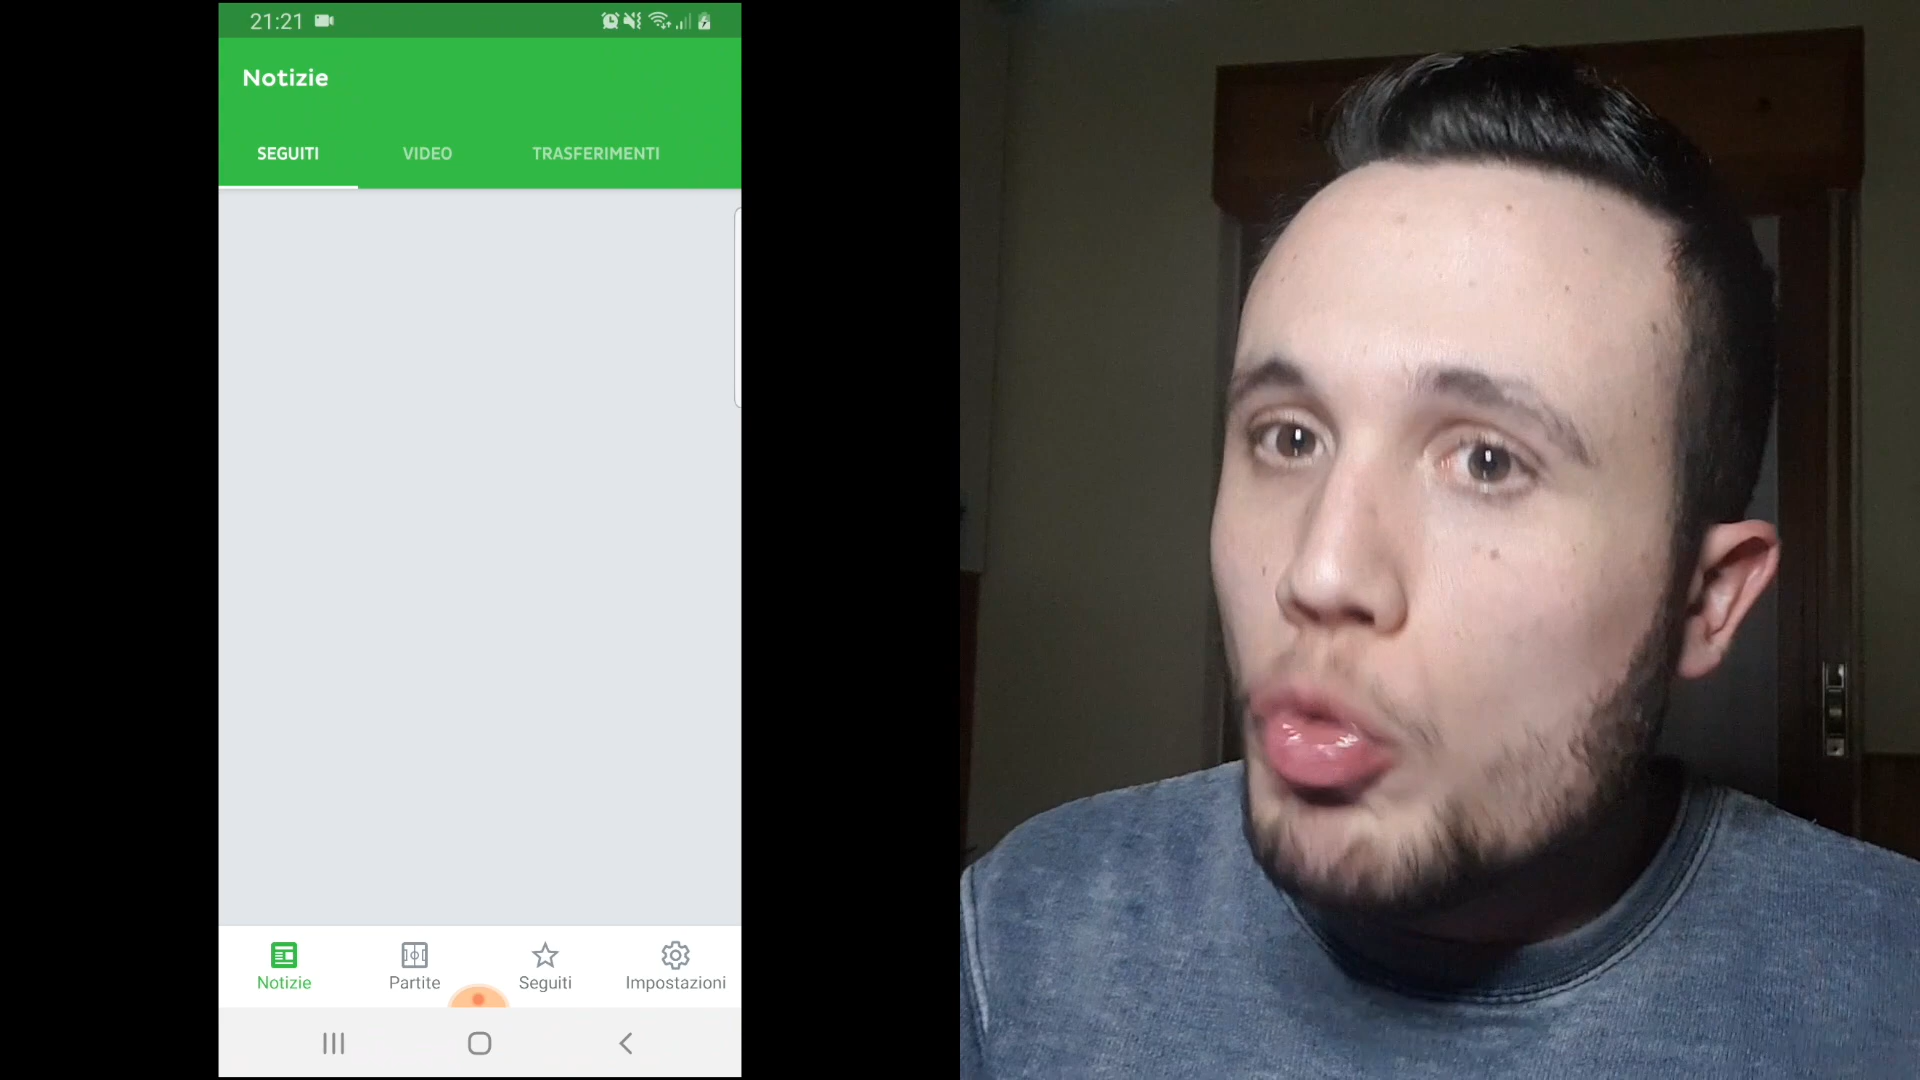 21:21
Notizie
SEGUITI VIDEO TRASFERIMENTI
Notizie Partite Seguiti Impostazioni